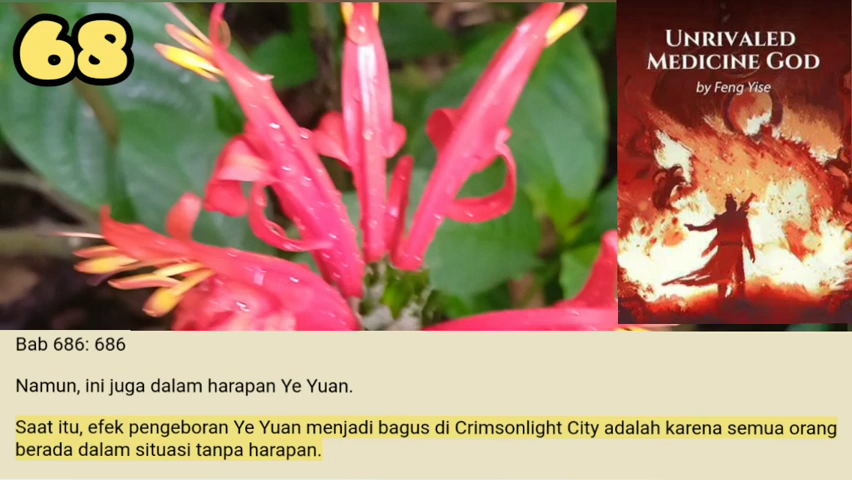 68
UNRIVALED
MEDICINE GOD
by Feng Yise
Bab 686: 686
Namun, ini juga dalam harapan Ye Yuan.
Saat itu, efek pengeboran Ye Yuan menjadi bagus di Crimsonlight City adalah karena semua orang
berada dalam situasi tanpa harapan.